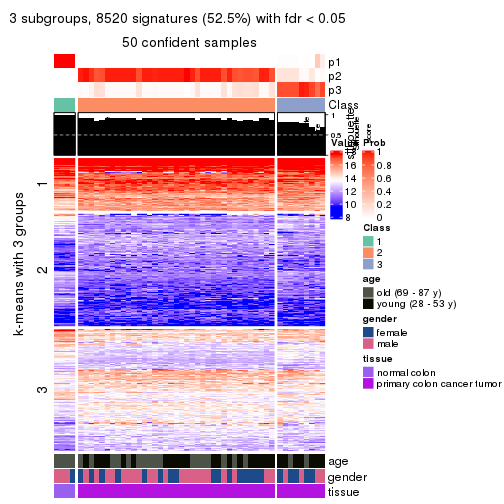 3 subgroups, 8520 signatures (52.5%) with fdr < 0.05
50 confident samples
p1
p2
p3
Class
1
0.5
silhouette
score
Value
16
14
12
10
8
Prob
1
0.8
0.6
0.4
0.2
0
Class
1
2
3
age
old (69 - 87 y)
young (28 - 53 y)
gender
female
male
tissue
normal colon
primary colon cancer tumor
k-means with 3 groups
1
2
3
age
gender
tissue